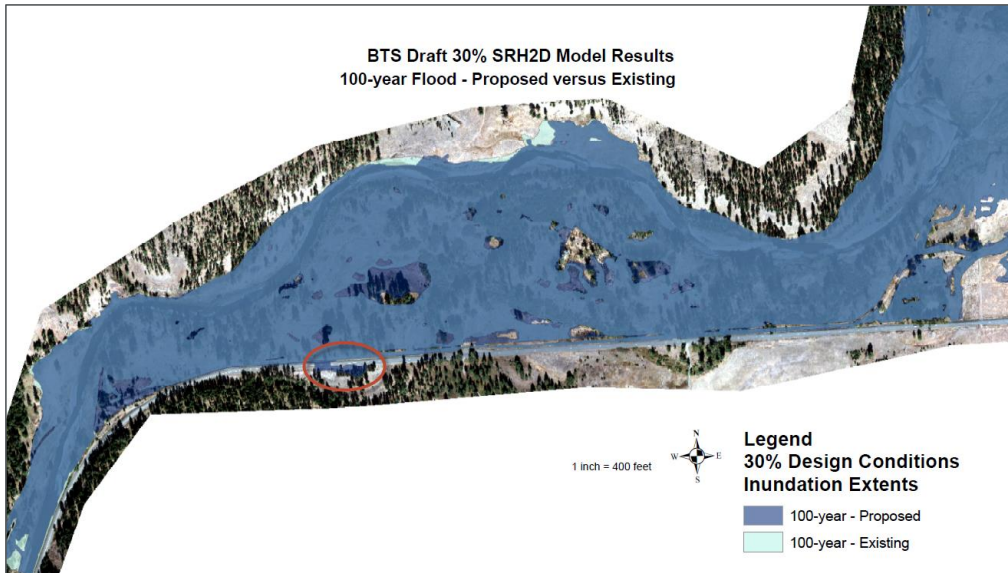 BTS Draft 30% SRH2D Model Results
100-year Flood - Proposed versus Existing
1 inch = 400 feet
N
W
E
S
Legend
30% Design Conditions
Inundation Extents
100-year - Proposed
100-year - Existing